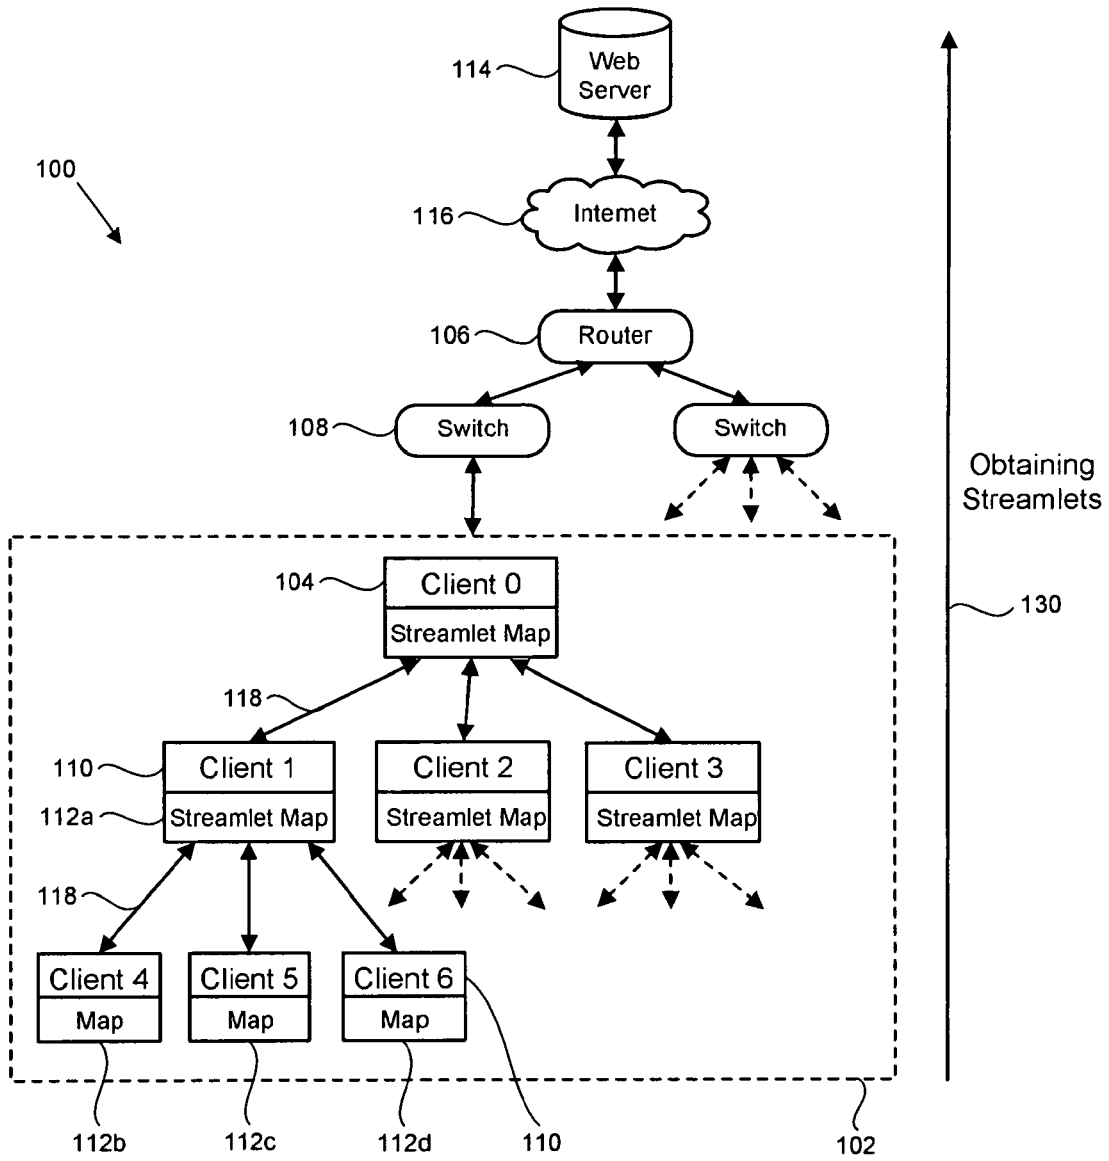 Web
Server
114
100
116
Internet
106
Router
108
Switch
Switch
Obtaining
Streamlets
104
Client 0
Streamlet Map
130
118
110
Client 1
Client 2
Client 3
112a
Streamlet Map
Streamlet Map
Streamlet Map
118
Client 4
Client 5
Client 6
Map
Map
Map
112b
112c
112d
110
102